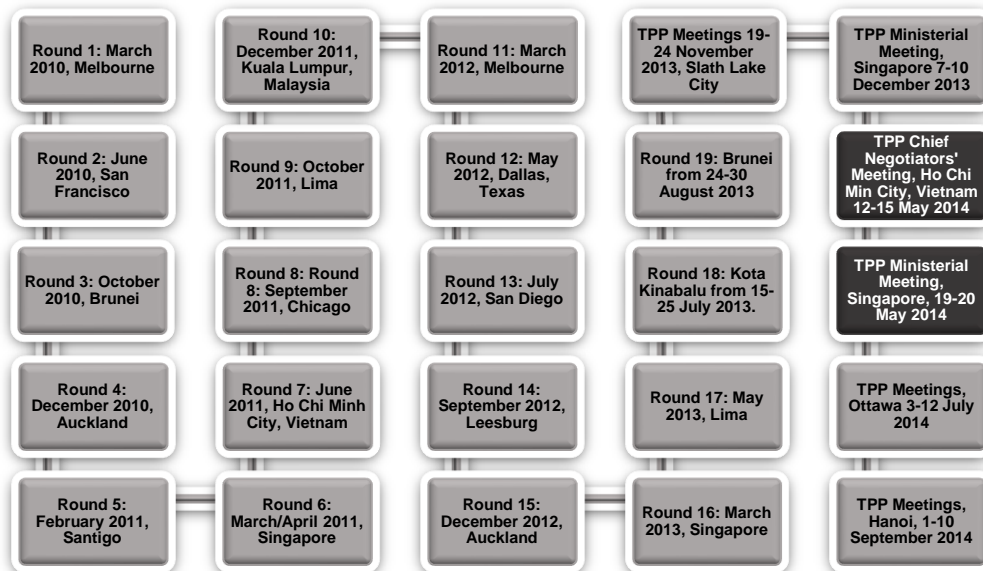 Round 1: March
2010, Melbourne
Round 2: June
2010, San
Francisco
Round 3: October
2010, Brunei
Round 4:
December 2010,
Auckland
Round 5:
February 2011,
Santigo
Round 6:
March/April 2011,
Singapore
Round 7: June
2011, Ho Chi Minh
City, Vietnam
Round 8: Round
8: September
2011, Chicago
Round 9: October
2011, Lima
Round 10:
December 2011,
Kuala Lumpur,
Malaysia
Round 11: March
2012, Melbourne
Round 12: May
2012, Dallas,
Texas
Round 13: July
2012, San Diego
Round 14:
September 2012,
Leesburg
Round 15:
December 2012,
Auckland
Round 16: March
2013, Singapore
Round 17: May
2013, Lima
Round 18: Kota
Kinabalu from 15-
25 July 2013.
Round 19: Brunei
from 24-30
August 2013
TPP Meetings 19-
24 November
2013, Slath Lake
City
TPP Ministerial
Meeting,
Singapore 7-10
December 2013
TPP Chief
Negotiators'
Meeting, Ho Chi
Min City, Vietnam
12-15 May 2014
TPP Ministerial
Meeting,
Singapore, 19-20
May 2014
TPP Meetings,
Ottawa 3-12 July
2014
TPP Meetings,
Hanoi, 1-10
September 2014